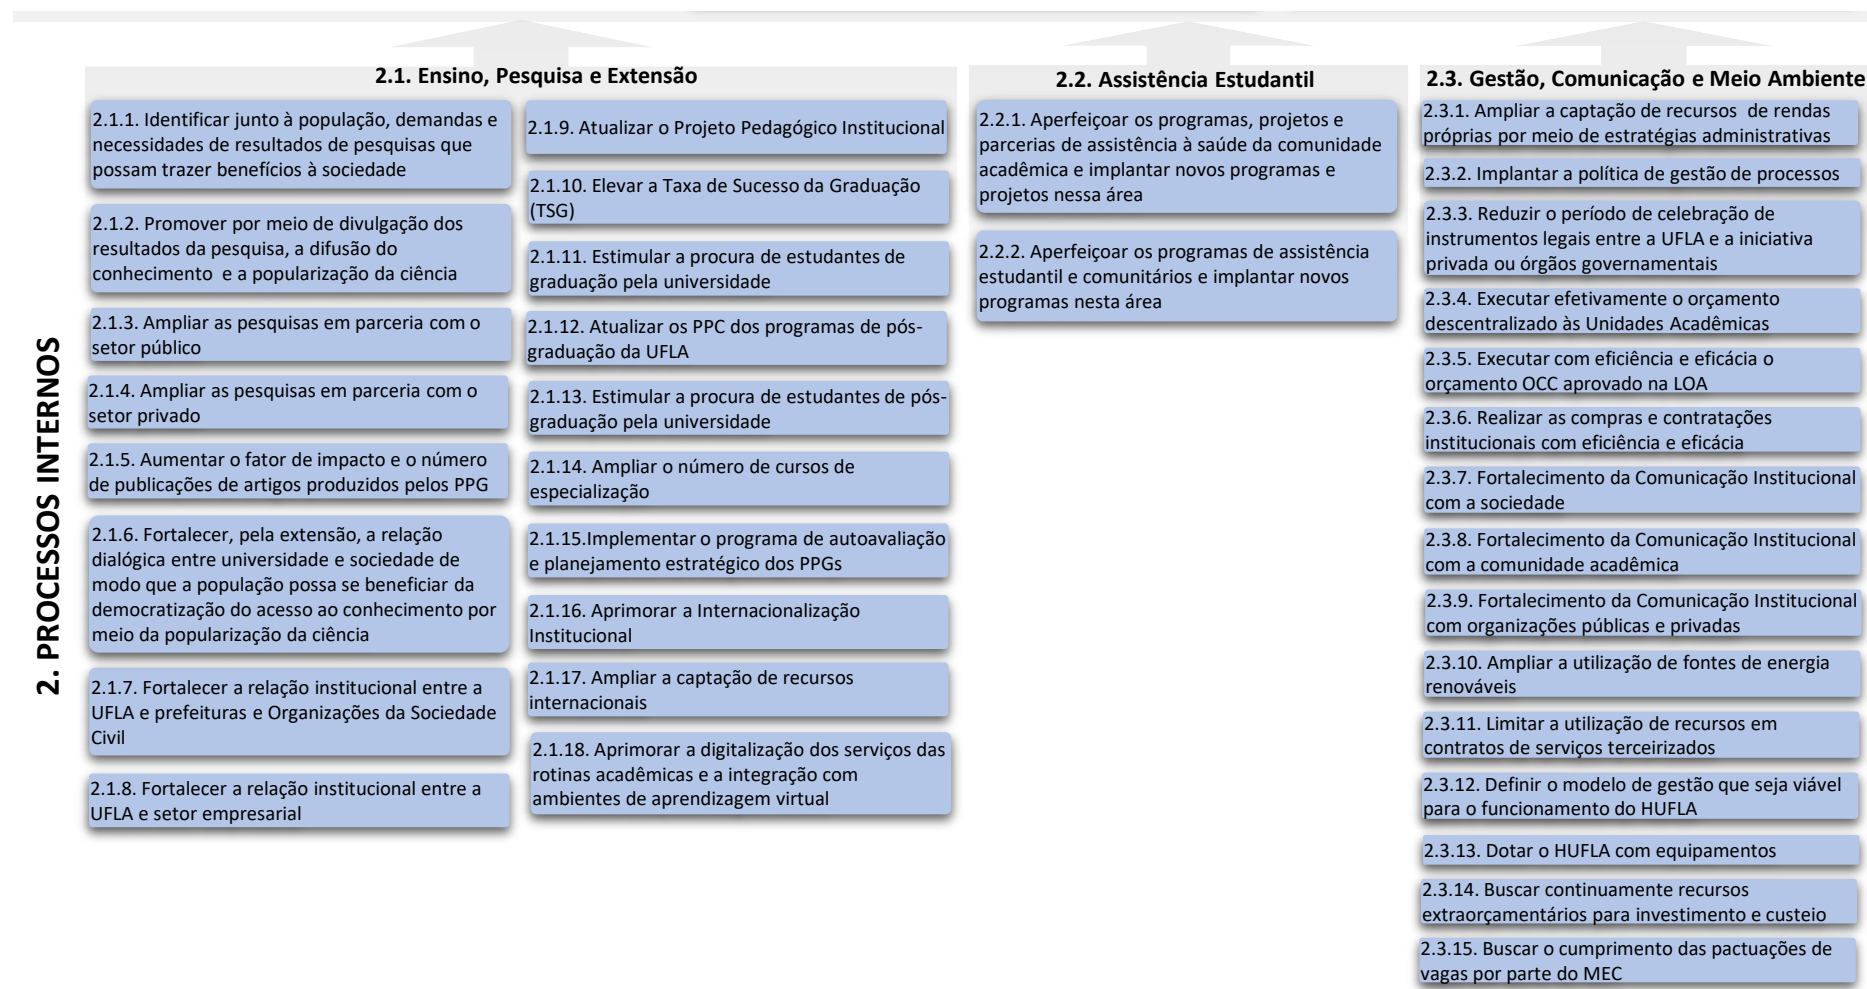 2. PROCESSOS INTERNOS
2.1. Ensino, Pesquisa e Extensão
2.1.1. Identificar junto à população, demandas e
necessidades de resultados de pesquisas que
possam trazer benefícios à sociedade
2.1.2. Promover por meio de divulgação dos
resultados da pesquisa, a difusão do
conhecimento e a popularização da ciência
2.1.3. Ampliar as pesquisas em parceria com o
setor público
2.1.4. Ampliar as pesquisas em parceria com o
setor privado
2.1.5. Aumentar o fator de impacto e o número
de publicações de artigos produzidos pelos PPG
2.1.6. Fortalecer, pela extensão, a relação
dialógica entre universidade e sociedade de
modo que a população possa se beneficiar da
democratização do acesso ao conhecimento por
meio da popularização da ciência
2.1.7. Fortalecer a relação institucional entre a
UFLA e prefeituras e Organizações da Sociedade
Civil
2.1.8. Fortalecer a relação institucional entre a
UFLA e setor empresarial
2.1.9. Atualizar o Projeto Pedagógico Institucional
2.1.10. Elevar a Taxa de Sucesso da Graduação
(TSG)
2.1.11. Estimular a procura de estudantes de
graduação pela universidade
2.1.12. Atualizar os PPC dos programas de pós-
graduação da UFLA
2.1.13. Estimular a procura de estudantes de pós-
graduação pela universidade
2.1.14. Ampliar o número de cursos de
especialização
2.1.15.Implementar o programa de autoavaliação
e planejamento estratégico dos PPGs
2.1.16. Aprimorar a Internacionalização
Institucional
2.1.17. Ampliar a captação de recursos
internacionais
2.1.18. Aprimorar a digitalização dos serviços das
rotinas acadêmicas e a integração com
ambientes de aprendizagem virtual
2.2. Assistência Estudantil
2.2.1. Aperfeiçoar os programas, projetos e
parcerias de assistência à saúde da comunidade
acadêmica e implantar novos programas e
projetos nessa área
2.2.2. Aperfeiçoar os programas de assistência
estudantil e comunitários e implantar novos
programas nesta área
2.3. Gestão, Comunicação e Meio Ambiente
2.3.1. Ampliar a captação de recursos de rendas
próprias por meio de estratégias administrativas
2.3.2. Implantar a política de gestão de processos
2.3.3. Reduzir o período de celebração de
instrumentos legais entre a UFLA e a iniciativa
privada ou órgãos governamentais
2.3.4. Executar efetivamente o orçamento
descentralizado às Unidades Acadêmicas
2.3.5. Executar com eficiência e eficácia o
orçamento OCC aprovado na LOA
2.3.6. Realizar as compras e contratações
institucionais com eficiência e eficácia
2.3.7. Fortalecimento da Comunicação Institucional
com a sociedade
2.3.8. Fortalecimento da Comunicação Institucional
com a comunidade acadêmica
2.3.9. Fortalecimento da Comunicação Institucional
com organizações públicas e privadas
2.3.10. Ampliar a utilização de fontes de energia
renováveis
2.3.11. Limitar a utilização de recursos em
contratos de serviços terceirizados
2.3.12. Definir o modelo de gestão que seja viável
para o funcionamento do HUFLA
2.3.13. Dotar o HUFLA com equipamentos
2.3.14. Buscar continuamente recursos
extraorçamentários para investimento e custeio
2.3.15. Buscar o cumprimento das pactuações de
vagas por parte do MEC